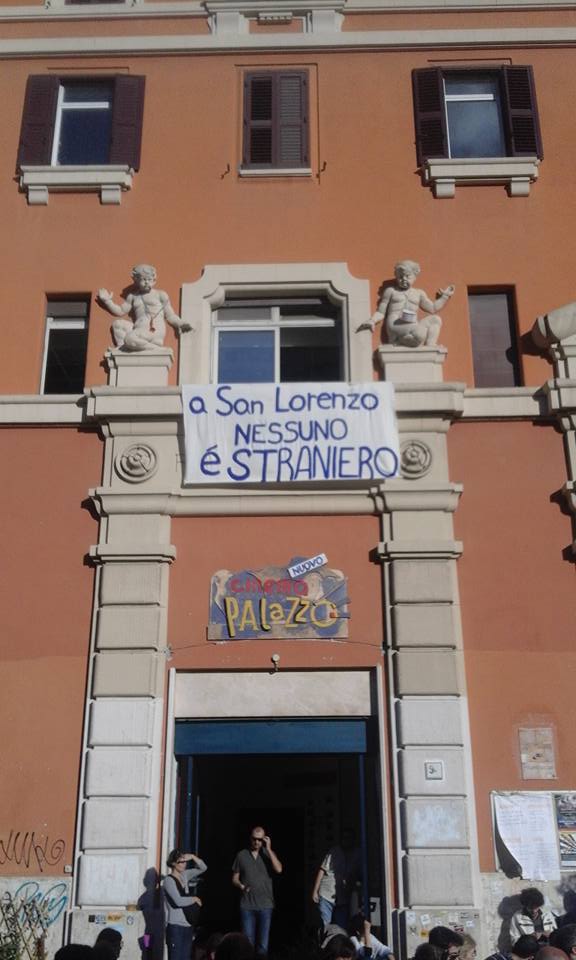 a San Lorenzo
NESSUNO
é STRANIERO
NUOVO
cinema
PALaZZO